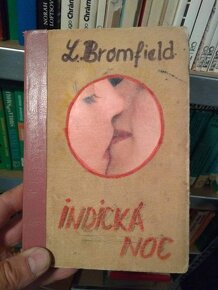 L. Bromfield
INDICKÁ
NOC